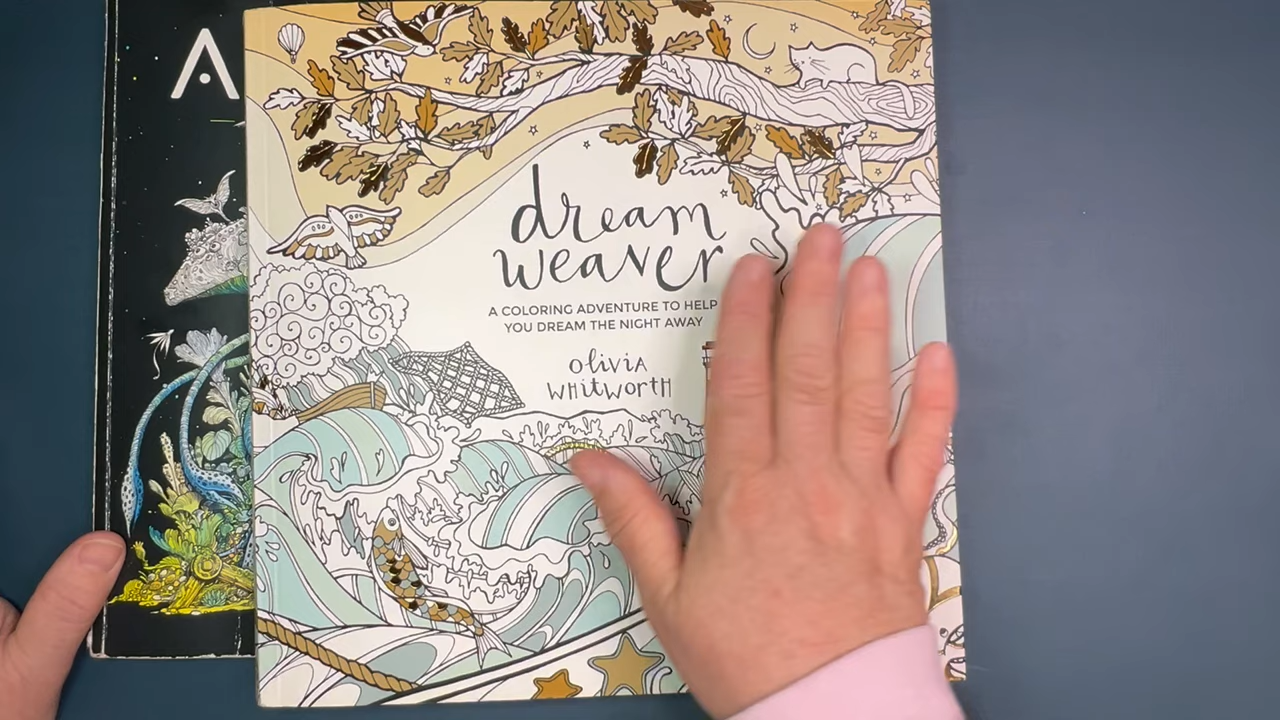 dream
weaver
A COLORING ADVENTURE TO HELP
YOU DREAM THE NIGHT AWAY
olivia
whitworth